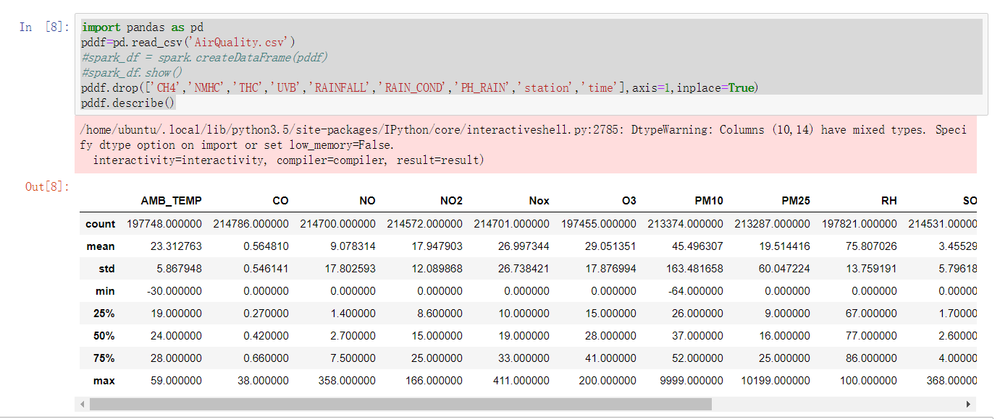 In [8]: import pandas as pd
pddf=pd.read_csv('AirQuality.csv')
#spark_df = spark.createDataFrame(pddf)
#spark_df.show()
pddf.drop(['CH4','NMHC','THC','UVB','RAINFALL','RAIN_COND','PH_RAIN','station','time'],axis=1,inplace=True)
pddf.describe()
/home/ubuntu/.local/lib/python3.5/site-packages/IPython/core/interactiveshell.py:2785: DtypeWarning: Columns (10,14) have mixed types. Speci
fy dtype option on import or set low_memory=False.
interactivity=interactivity, compiler=compiler, result=result)
Out[8]:
AMB_TEMP CO NO NO2 Nox O3 PM10 PM25 RH SO
count 197748.000000 214786.000000 214700.000000 214572.000000 214701.000000 197455.000000 213374.000000 213287.000000 197821.000000 214531.00000
mean 23.312763 0.564810 9.078314 17.947903 26.997344 29.051351 45.496307 19.514416 75.807026 3.45529
std 5.867948 0.546141 17.802593 12.089868 26.738421 17.876994 163.481658 60.047224 13.759191 5.79618
min -30.000000 0.000000 0.000000 0.000000 0.000000 0.000000 -64.000000 0.000000 0.000000 0.00000
25% 19.000000 0.270000 1.400000 8.600000 10.000000 15.000000 26.000000 9.000000 67.000000 1.70000
50% 24.000000 0.420000 2.700000 15.000000 19.000000 28.000000 37.000000 16.000000 77.000000 2.60000
75% 28.000000 0.660000 7.500000 25.000000 33.000000 41.000000 52.000000 25.000000 86.000000 4.00000
max 59.000000 38.000000 358.000000 166.000000 411.000000 200.000000 9999.000000 10199.000000 100.000000 368.00000